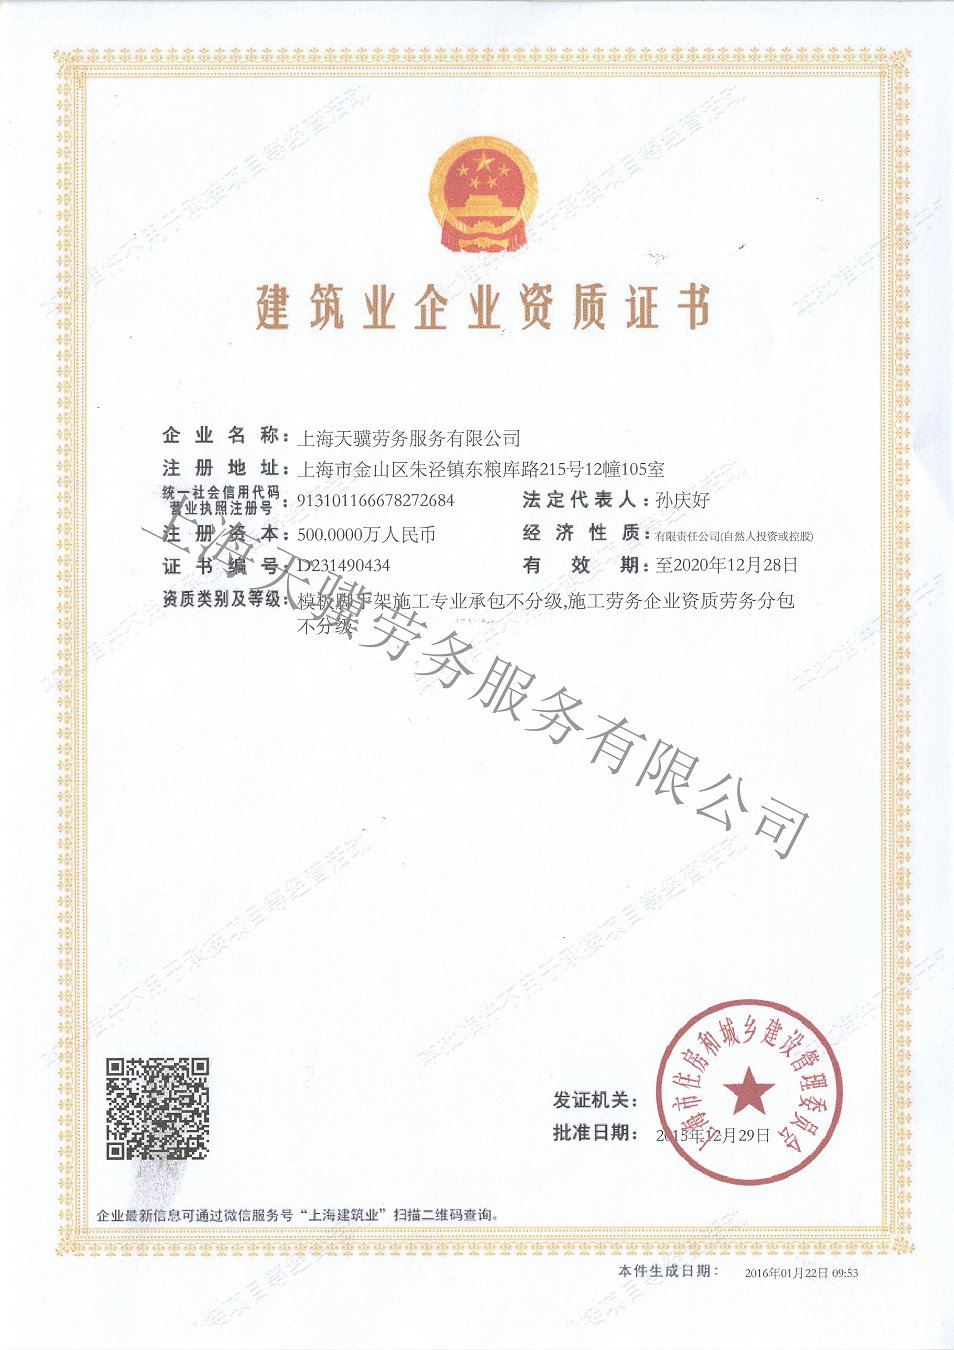 建筑业企业资质证书
企业名称：上海天骥劳务服务有限公司
注册地址：上海市金山区朱泾镇东粮库路215号12幢105室
统一社会信用代码
营业执照注册号：913101166678272684 法定代表人：孙庆好
注册资本：500.0000万人民币 经济性质：有限责任公司(自然人投资或控股)
证书编号：D231490434 有效期：至2020年12月28日
资质类别及等级：模板脚手架施工专业承包不分级,施工劳务企业资质劳务分包
不分级
上海天骥劳务服务有限公司
上海市住房和城乡建设管理委员会
发证机关：
批准日期：2015年12月29日
企业最新信息可通过微信服务号“上海建筑业”扫描二维码查询。
本件生成日期：2016年01月22日 09:53